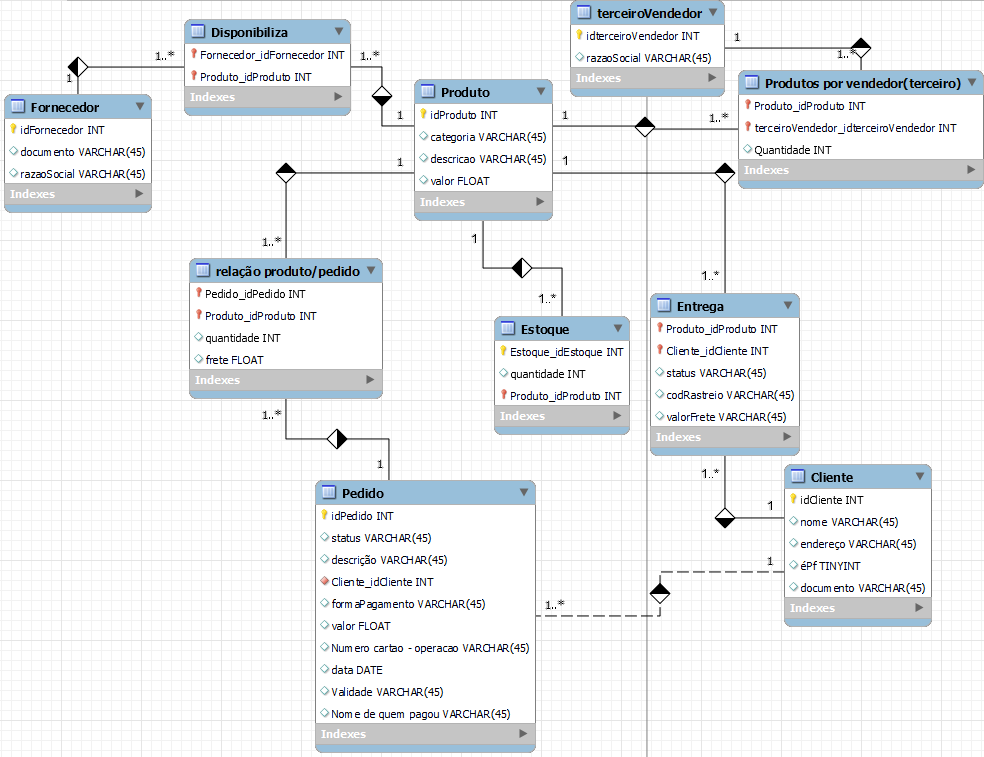 Disponibiliza
Fornecedor_idFornecedor INT
Produto_idProduto INT
Indexes
terceiroVendedor
idterceiroVendedor INT
razaoSocial VARCHAR(45)
Indexes
1..*
1
1..*
1
1
1..*
Fornecedor
idFornecedor INT
documento VARCHAR(45)
razaoSocial VARCHAR(45)
Indexes
Produto
idProduto INT
categoria VARCHAR(45)
descricao VARCHAR(45)
valor FLOAT
Indexes
Produtos por vendedor(terceiro)
Produto_idProduto INT
terceiroVendedor_idterceiroVendedor INT
Quantidade INT
Indexes
1
1
1..*
1
1
1..*
1
1..*
1..*
relação produto/pedido
Pedido_idPedido INT
Produto_idProduto INT
quantidade INT
frete FLOAT
Indexes
Estoque
Estoque_idEstoque INT
quantidade INT
Produto_idProduto INT
Indexes
Entrega
Produto_idProduto INT
Cliente_idCliente INT
status VARCHAR(45)
codRastreio VARCHAR(45)
valorFrete VARCHAR(45)
Indexes
1..*
1
1..*
1
1
1..*
Pedido
idPedido INT
status VARCHAR(45)
descrição VARCHAR(45)
Cliente_idCliente INT
formaPagamento VARCHAR(45)
valor FLOAT
Numero cartao - operacao VARCHAR(45)
data DATE
Validade VARCHAR(45)
Nome de quem pagou VARCHAR(45)
Indexes
Cliente
idCliente INT
nome VARCHAR(45)
endereço VARCHAR(45)
éPf TINYINT
documento VARCHAR(45)
Indexes